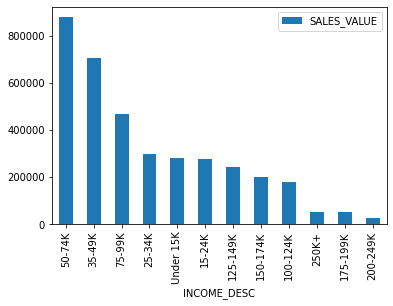 SALES_VALUE
800000
600000
400000
200000
0
50-74K
35-49K
75-99K
25-34K
Under 15K
15-24K
125-149K
150-174K
100-124K
250K+
175-199K
200-249K
INCOME_DESC